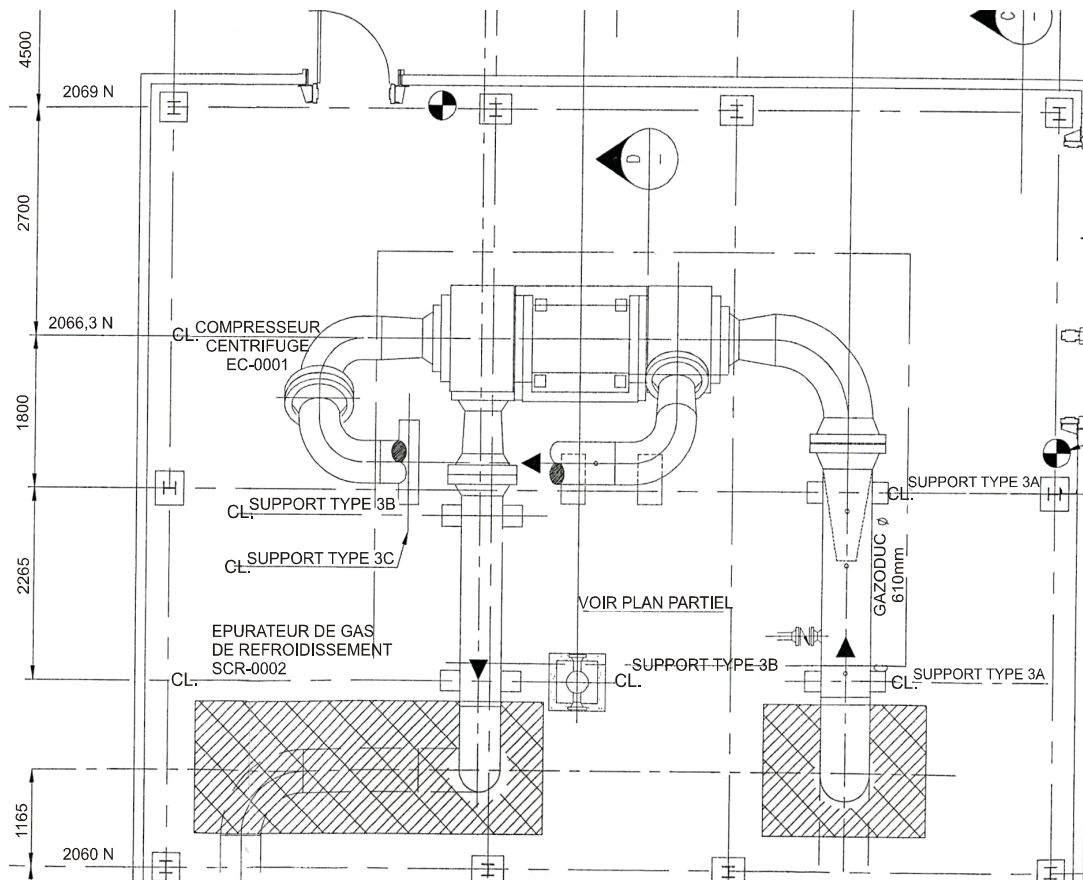 4500
C
2069 N
D
2700
2066,3 N
CL. COMPRESSEUR
CENTRIFUGE
EC-0001
1800
CL. SUPPORT TYPE 3A
CL. SUPPORT TYPE 3B
CL. SUPPORT TYPE 3C
GAZODUC Ø
610mm
2265
VOIR PLAN PARTIEL
EPURATEUR DE GAS
DE REFROIDISSEMENT
SCR-0002
CL.
CL. SUPPORT TYPE 3B
CL. SUPPORT TYPE 3A
1165
2060 N